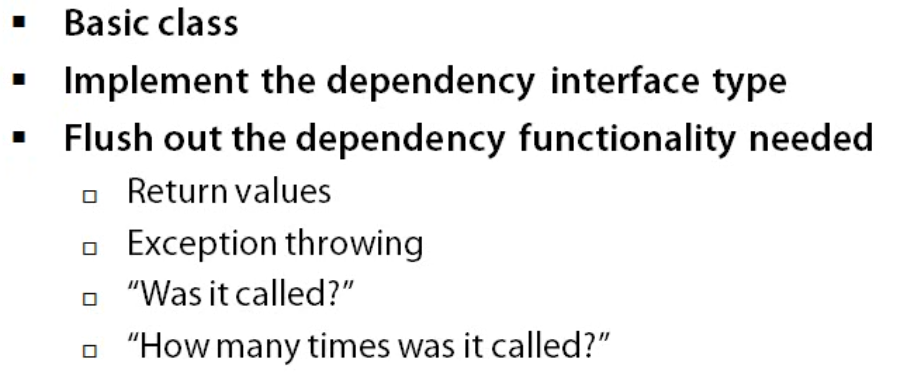 ▪ Basic class
▪ Implement the dependency interface type
▪ Flush out the dependency functionality needed
▫ Return values
▫ Exception throwing
▫ “Was it called?”
▫ “How many times was it called?”